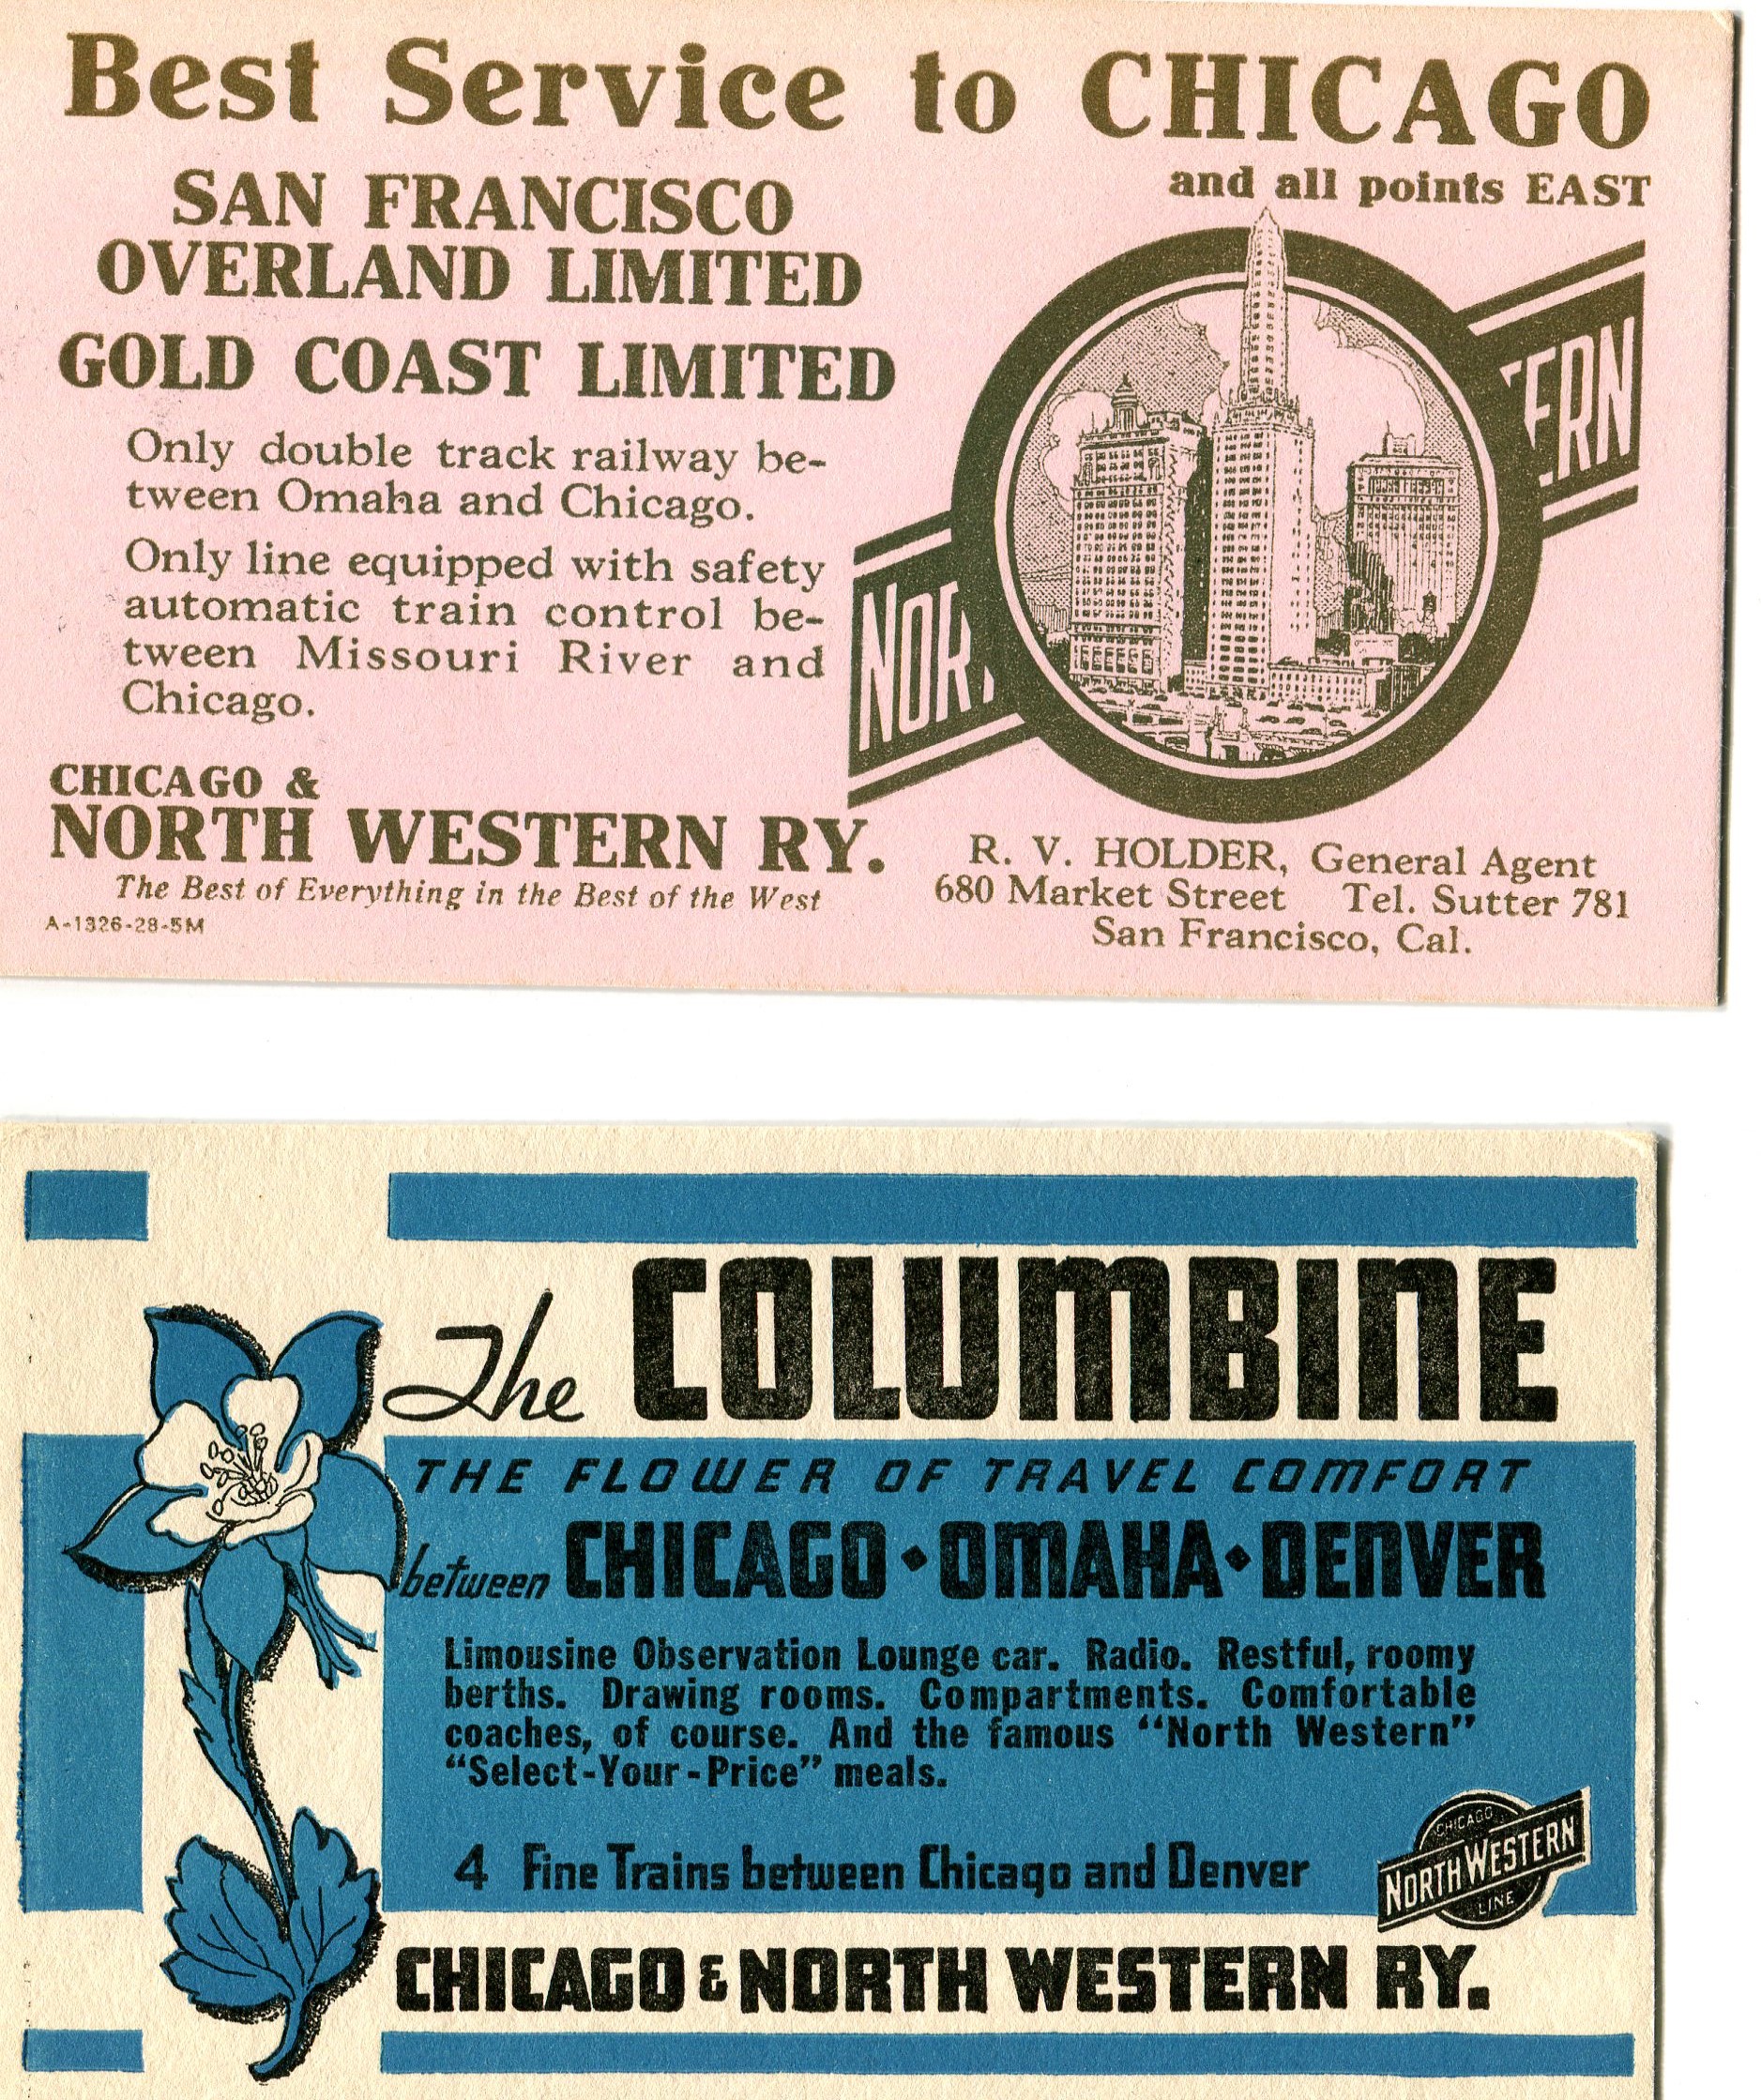 Best Service to CHICAGO
and all points EAST
SAN FRANCISCO
OVERLAND LIMITED
GOLD COAST LIMITED
Only double track railway be-
tween Omaha and Chicago.
Only line equipped with safety
automatic train control be-
tween Missouri River and
Chicago.
NOR
ERN
CHICAGO &
NORTH WESTERN RY.
The Best of Everything in the Best of the West
A-1326-28-5M
R. V. HOLDER, General Agent
680 Market Street Tel. Sutter 781
San Francisco, Cal.
The COLUMBINE
THE FLOWER OF TRAVEL COMFORT
between CHICAGO • OMAHA • DENVER
Limousine Observation Lounge car. Radio. Restful, roomy
berths. Drawing rooms. Compartments. Comfortable
coaches, of course. And the famous "North Western"
"Select-Your-Price" meals.
4 Fine Trains between Chicago and Denver
CHICAGO
NORTH WESTERN
LINE
CHICAGO & NORTH WESTERN RY.